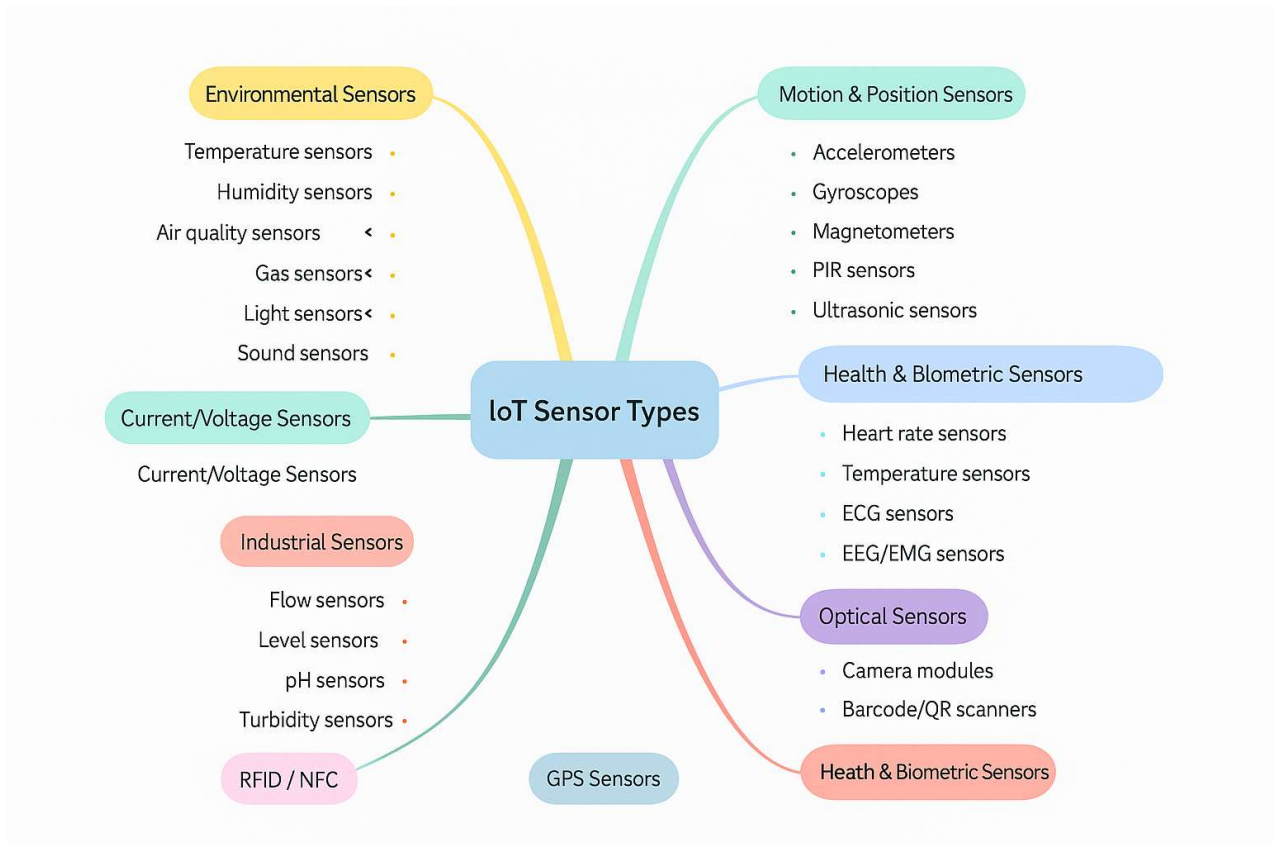 Environmental Sensors
Temperature sensors
Humidity sensors
Air quality sensors <
Gas sensors<
Light sensors<
Sound sensors
Current/Voltage Sensors
Current/Voltage Sensors
Industrial Sensors
Flow sensors
Level sensors
pH sensors
Turbidity sensors
RFID / NFC
IoT Sensor Types
GPS Sensors
Motion & Position Sensors
Accelerometers
Gyroscopes
Magnetometers
PIR sensors
Ultrasonic sensors
Health & Blometric Sensors
Heart rate sensors
Temperature sensors
ECG sensors
EEG/EMG sensors
Optical Sensors
Camera modules
Barcode/QR scanners
Heath & Biometric Sensors